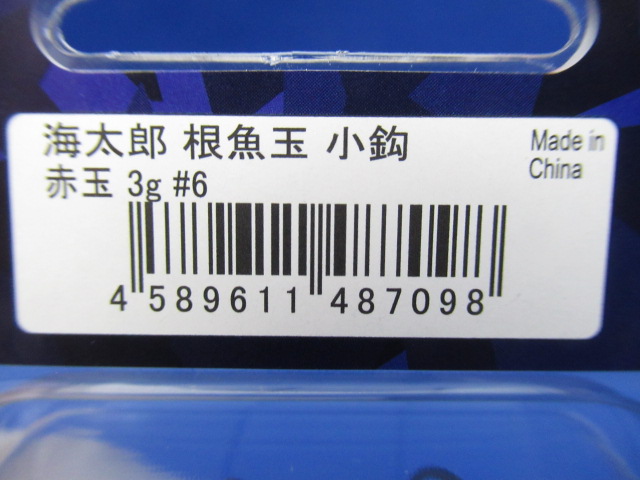 海太郎 根魚玉 小鈎
赤玉 3g #6
Made in
China
4 589611 487098